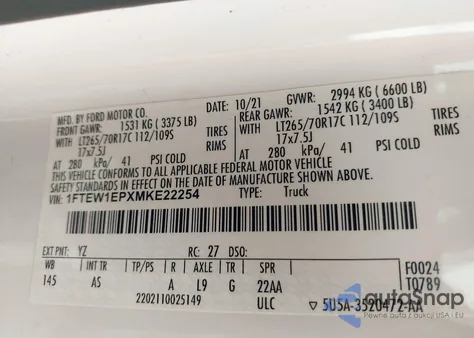 MFD. BY FORD MOTOR CO.
DATE: 10/21 GVWR: 2994 KG ( 6600 LB)
FRONT GAWR: 1531 KG ( 3375 LB) REAR GAWR: 1542 KG ( 3400 LB)
WITH LT265/70R17C 112/109S TIRES WITH LT265/70R17C 112/109S TIRES
17x7.5J RIMS 17x7.5J RIMS
AT 280 kPa/ 41 PSI COLD AT 280 kPa/ 41 PSI COLD
THIS VEHICLE CONFORMS TO ALL APPLICABLE FEDERAL MOTOR VEHICLE
SAFETY STANDARDS IN EFFECT ON THE DATE OF MANUFACTURE SHOWN ABOVE.
VIN: 1FTEW1EPXMKE22254 TYPE: Truck
EXT PNT: YZ RC: 27 DSO: F0024
WB INT TR TP/PS R AXLE TR SPR T0789
145 AS A L9 G 22AA
2202110025149 ULC 5U5A-3520472-AA
autoSnap
AUTO Z USA I UE